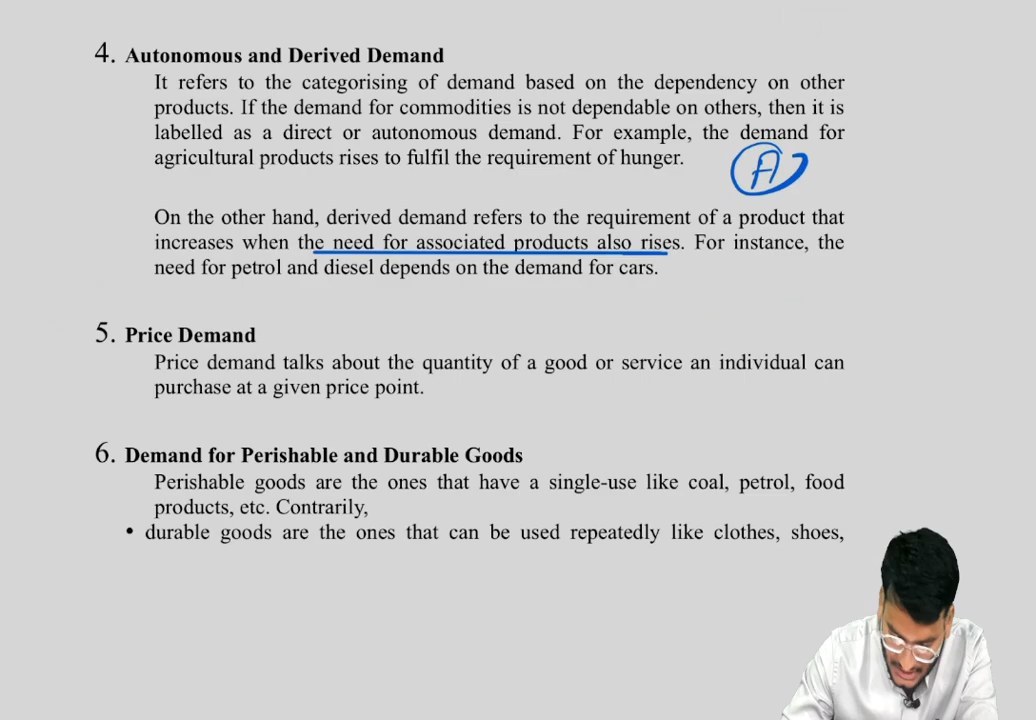 4. Autonomous and Derived Demand
It refers to the categorising of demand based on the dependency on other
products. If the demand for commodities is not dependable on others, then it is
labelled as a direct or autonomous demand. For example, the demand for
agricultural products rises to fulfil the requirement of hunger.
A
On the other hand, derived demand refers to the requirement of a product that
increases when the need for associated products also rises. For instance, the
need for petrol and diesel depends on the demand for cars.
5. Price Demand
Price demand talks about the quantity of a good or service an individual can
purchase at a given price point.
6. Demand for Perishable and Durable Goods
Perishable goods are the ones that have a single-use like coal, petrol, food
products, etc. Contrarily,
• durable goods are the ones that can be used repeatedly like clothes, shoes,